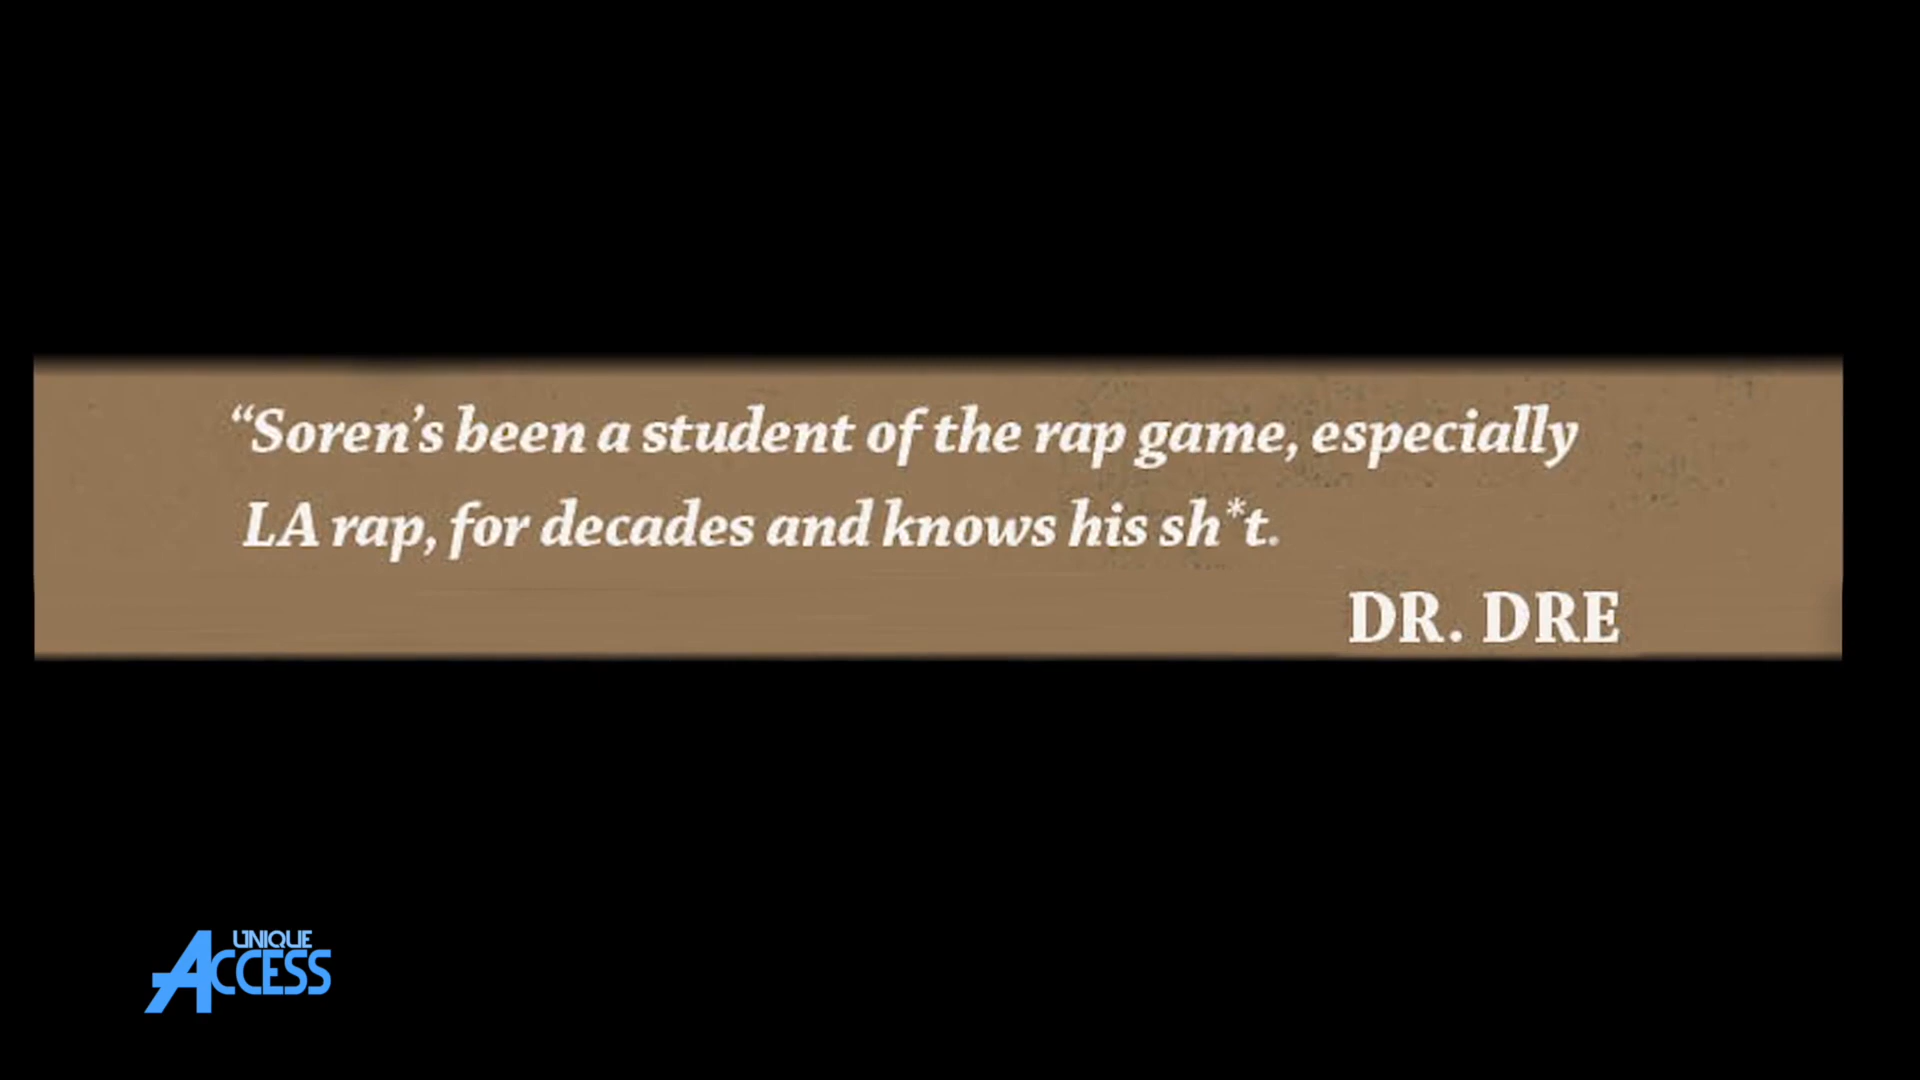 “Soren’s been a student of the rap game, especially
LA rap, for decades and knows his sh*t.
DR. DRE
UNIQUE
ACCESS